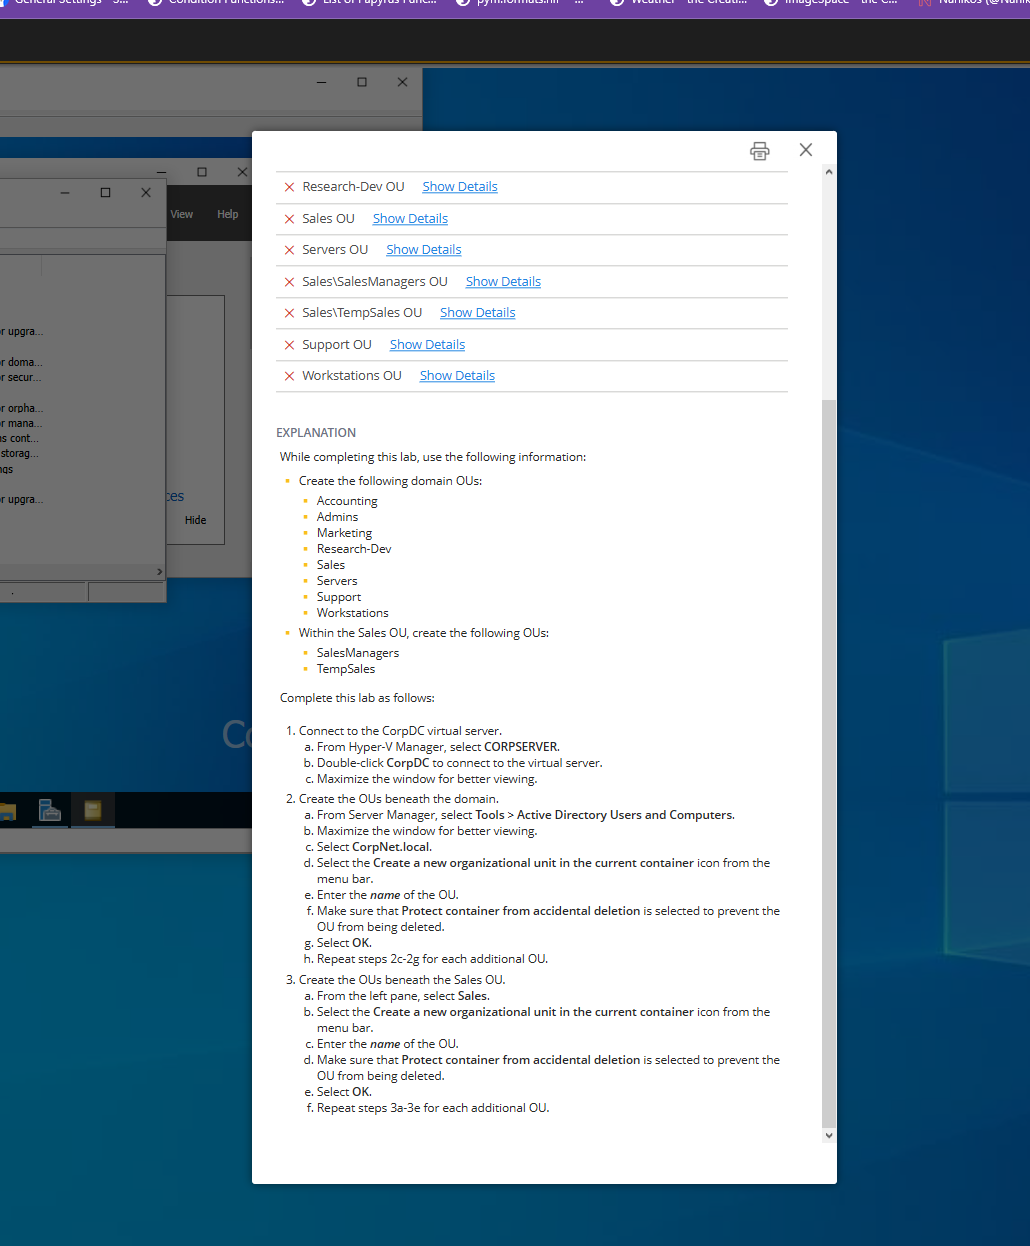 General Settings - S...
Condition Functions...
List of Papyrus Func...
...
Weather - the Creati...
ImageSpace - the C...
View
Help
r upgra...
r doma...
r secur...
r orpha...
r mana...
s cont...
storag...
ngs
r upgra...
ces
Hide
Co
Research-Dev OU Show Details
Sales OU Show Details
Servers OU Show Details
Sales\SalesManagers OU Show Details
Sales\TempSales OU Show Details
Support OU Show Details
Workstations OU Show Details
EXPLANATION
While completing this lab, use the following information:
Create the following domain OUs:
Accounting
Admins
Marketing
Research-Dev
Sales
Servers
Support
Workstations
Within the Sales OU, create the following OUs:
SalesManagers
TempSales
Complete this lab as follows:
1. Connect to the CorpDC virtual server.
a. From Hyper-V Manager, select CORPSERVER.
b. Double-click CorpDC to connect to the virtual server.
c. Maximize the window for better viewing.
2. Create the OUs beneath the domain.
a. From Server Manager, select Tools > Active Directory Users and Computers.
b. Maximize the window for better viewing.
c. Select CorpNet.local.
d. Select the Create a new organizational unit in the current container icon from the
menu bar.
e. Enter the name of the OU.
f. Make sure that Protect container from accidental deletion is selected to prevent the
OU from being deleted.
g. Select OK.
h. Repeat steps 2c-2g for each additional OU.
3. Create the OUs beneath the Sales OU.
a. From the left pane, select Sales.
b. Select the Create a new organizational unit in the current container icon from the
menu bar.
c. Enter the name of the OU.
d. Make sure that Protect container from accidental deletion is selected to prevent the
OU from being deleted.
e. Select OK.
f. Repeat steps 3a-3e for each additional OU.